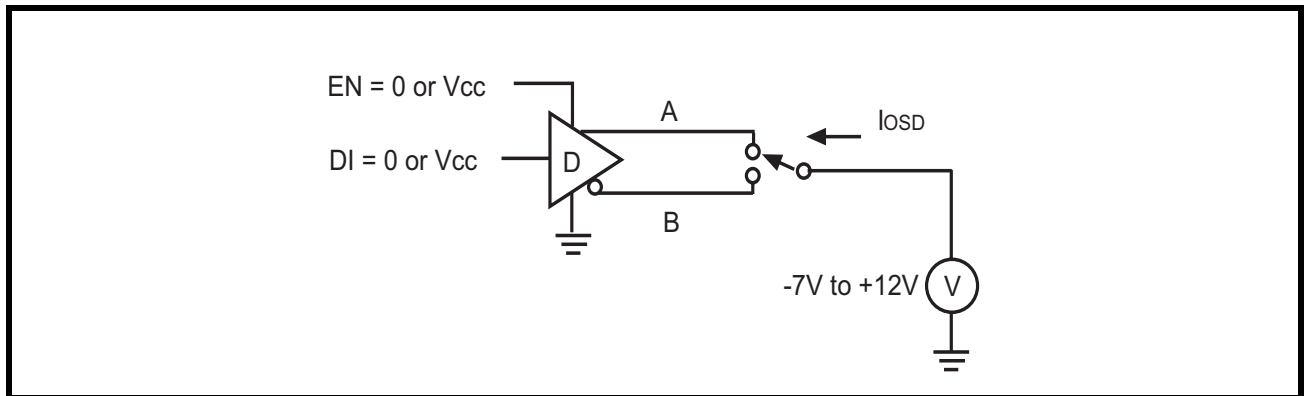 EN = 0 or Vcc
A
IOSD
DI = 0 or Vcc
D
B
-7V to +12V
V